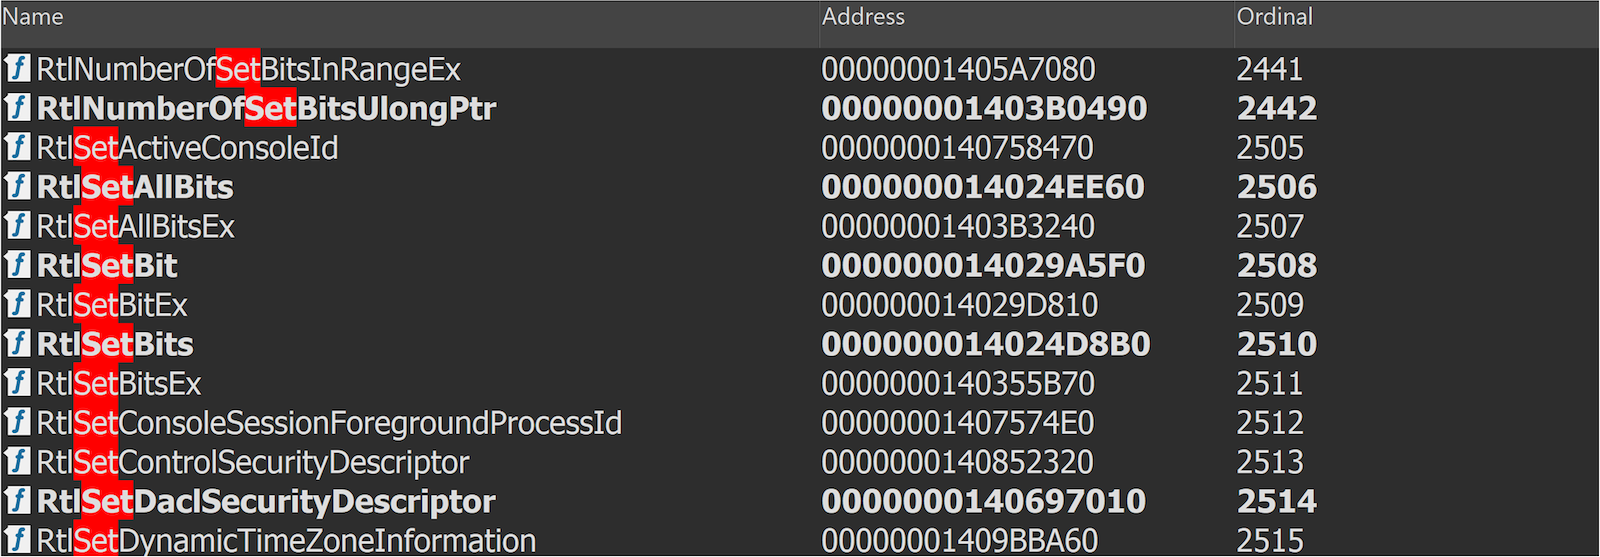 Name Address Ordinal
RtlNumberOfSetBitsInRangeEx 00000001405A7080 2441
RtlNumberOfSetBitsUlongPtr 00000001403B0490 2442
RtlSetActiveConsoleId 0000000140758470 2505
RtlSetAllBits 000000014024EE60 2506
RtlSetAllBitsEx 00000001403B3240 2507
RtlSetBit 000000014029A5F0 2508
RtlSetBitEx 000000014029D810 2509
RtlSetBits 000000014024D8B0 2510
RtlSetBitsEx 0000000140355B70 2511
RtlSetConsoleSessionForegroundProcessId 00000001407574E0 2512
RtlSetControlSecurityDescriptor 0000000140852320 2513
RtlSetDaclSecurityDescriptor 0000000140697010 2514
RtlSetDynamicTimeZoneInformation 00000001409BBA60 2515